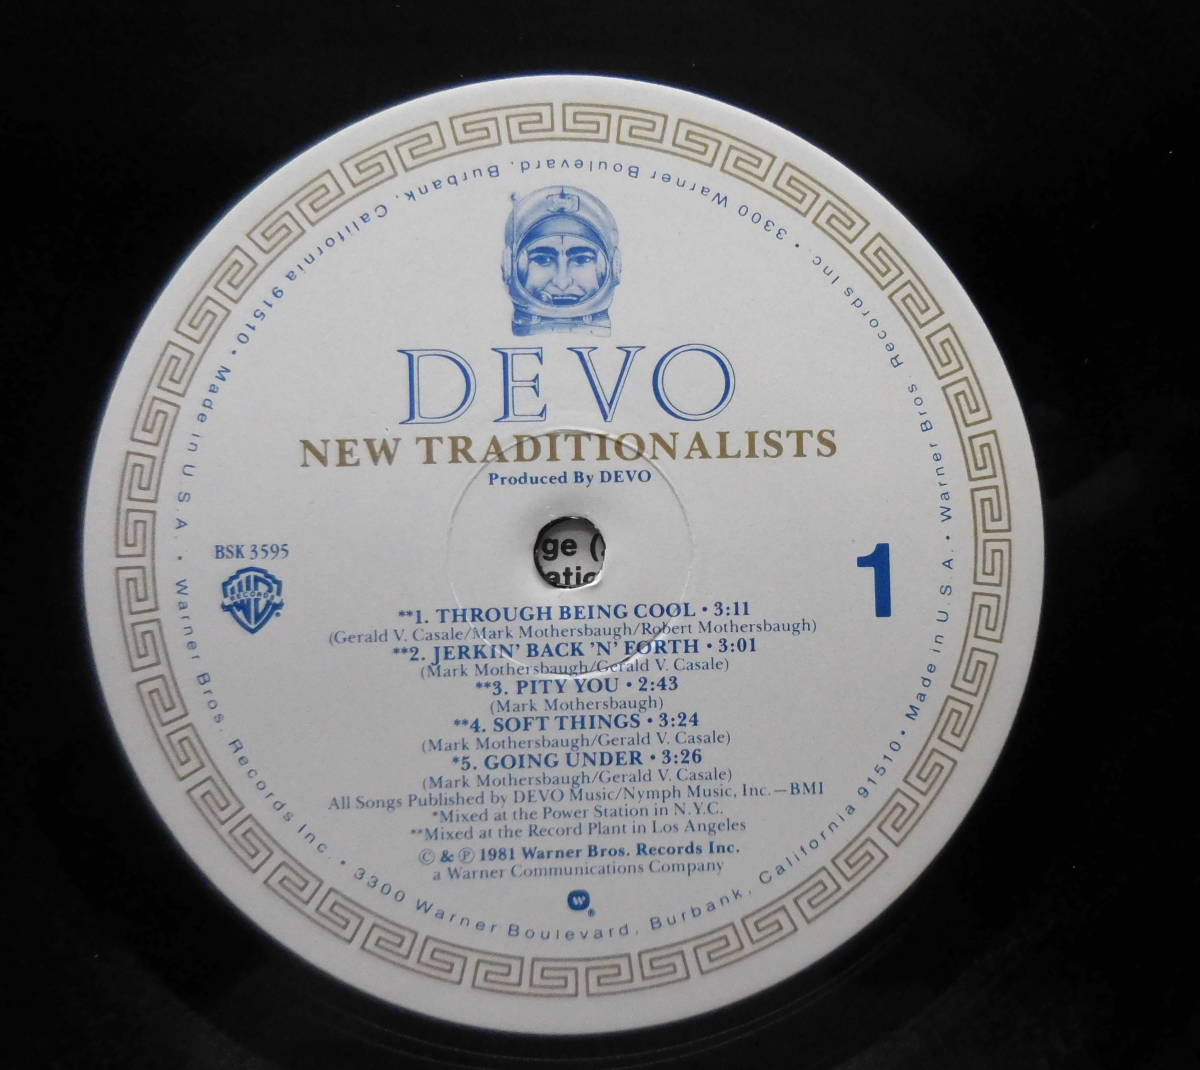 DEVO
NEW TRADITIONALISTS
Produced By DEVO
BSK 3595
WB
RECORDS
1
ge (
atio
**1. THROUGH BEING COOL • 3:11
(Gerald V. Casale/Mark Mothersbaugh/Robert Mothersbaugh)
**2. JERKIN' BACK 'N' FORTH • 3:01
(Mark Mothersbaugh/Gerald V. Casale)
**3. PITY YOU • 2:43
(Mark Mothersbaugh)
**4. SOFT THINGS • 3:24
(Mark Mothersbaugh/Gerald V. Casale)
*5. GOING UNDER • 3:26
(Mark Mothersbaugh/Gerald V. Casale)
All Songs Published by DEVO Music/Nymph Music, Inc.—BMI
*Mixed at the Power Station in N.Y.C.
**Mixed at the Record Plant in Los Angeles
© & ℗ 1981 Warner Bros. Records Inc.
a Warner Communications Company
W ®
Warner Bros. Records Inc. • 3300 Warner Boulevard, Burbank, California 91510 • Made in U.S.A. • Warner Bros. Records Inc. • 3300 Warner Boulevard, Burbank, California 91510 • Made in U.S.A. •